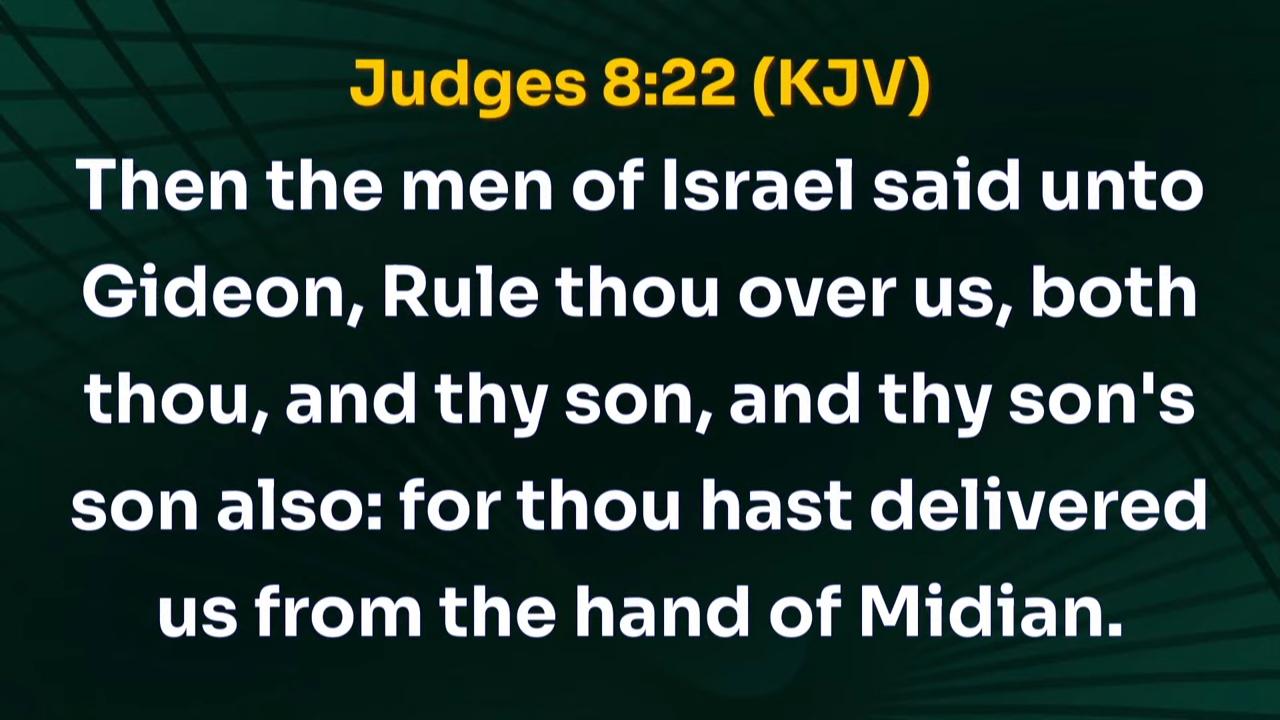 Judges 8:22 (KJV)
Then the men of Israel said unto
Gideon, Rule thou over us, both
thou, and thy son, and thy son's
son also: for thou hast delivered
us from the hand of Midian.